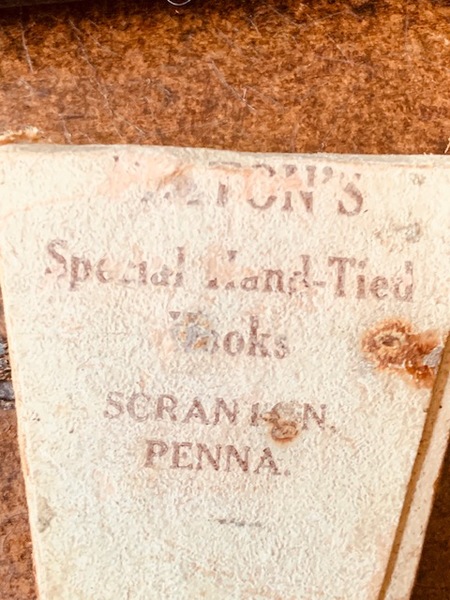 Special Hand-Tied
Hooks
SCRANTON,
PENNA.